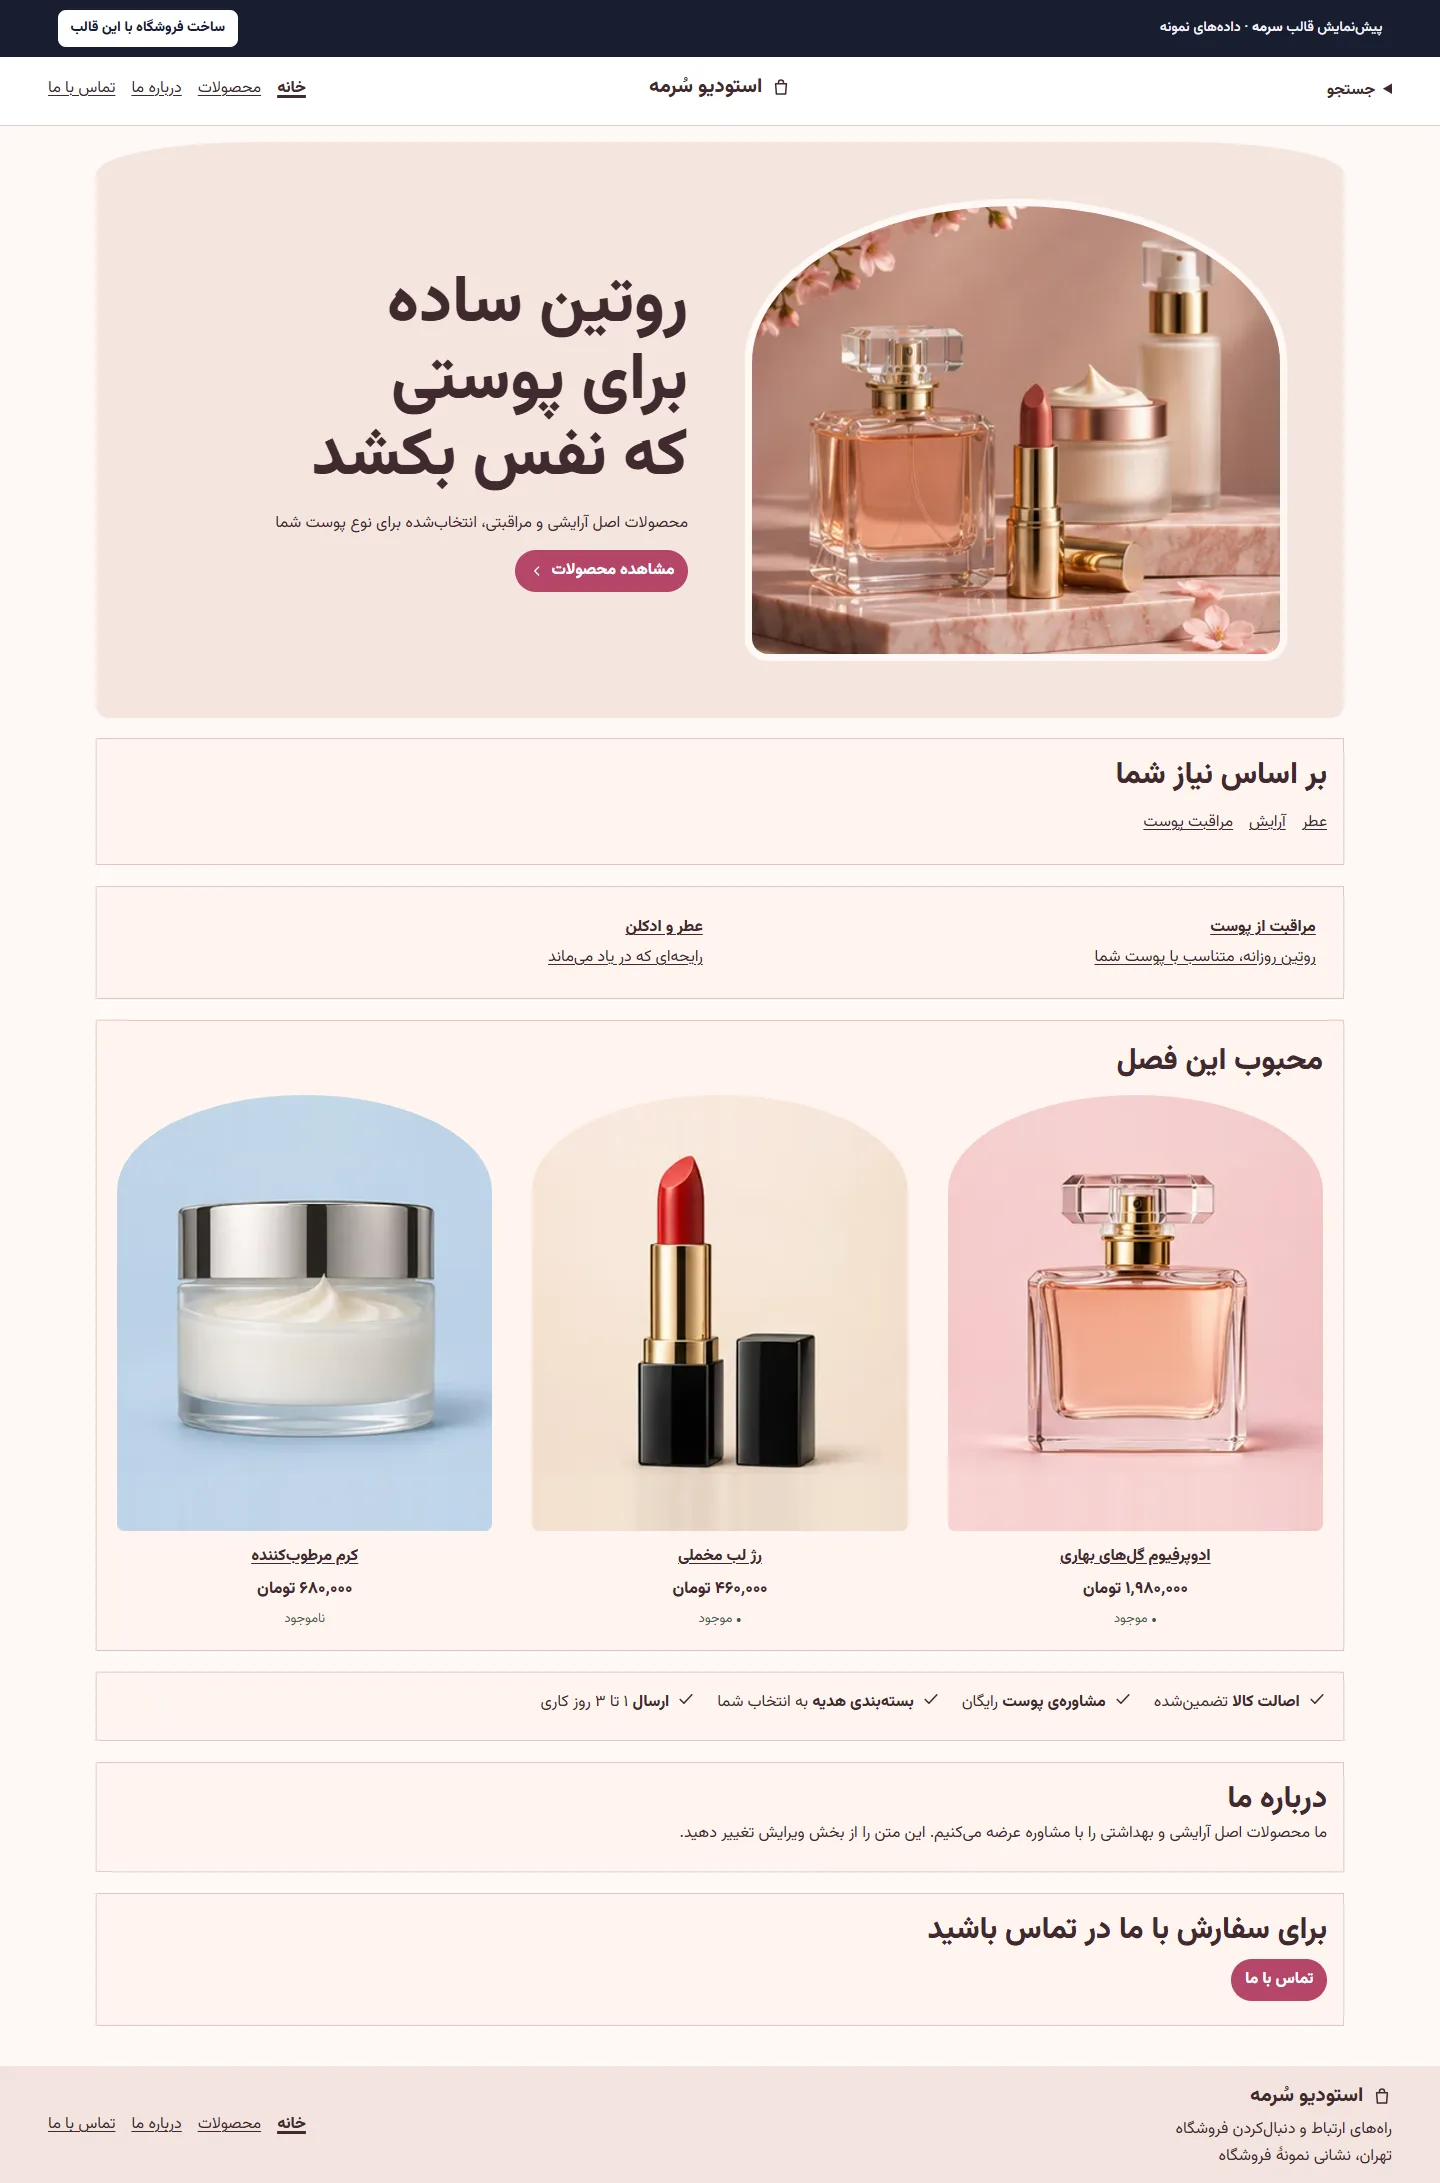 پیش‌نمایش قالب سرمه · داده‌های نمونه
ساخت فروشگاه با این قالب
جستجو
استودیو سُرمه
خانه محصولات درباره ما تماس با ما
روتین ساده
برای پوستی
که نفس بکشد
محصولات اصل آرایشی و مراقبتی، انتخاب‌شده برای نوع پوست شما
مشاهده محصولات
بر اساس نیاز شما
عطر آرایش مراقبت پوست
مراقبت از پوست
روتین روزانه، متناسب با پوست شما
عطر و ادکلن
رایحه‌ای که در یاد می‌ماند
محبوب این فصل
ادوپرفیوم گل‌های بهاری
۱,۹۸۰,۰۰۰ تومان
• موجود
رژ لب مخملی
۴۶۰,۰۰۰ تومان
• موجود
کرم مرطوب‌کننده
۶۸۰,۰۰۰ تومان
ناموجود
اصالت کالا تضمین‌شده
مشاوره‌ی پوست رایگان
بسته‌بندی هدیه به انتخاب شما
ارسال ۱ تا ۳ روز کاری
درباره ما
ما محصولات اصل آرایشی و بهداشتی را با مشاوره عرضه می‌کنیم. این متن را از بخش ویرایش تغییر دهید.
برای سفارش با ما در تماس باشید
تماس با ما
استودیو سُرمه
راه‌های ارتباط و دنبال‌کردن فروشگاه
تهران، نشانی نمونهٔ فروشگاه
خانه محصولات درباره ما تماس با ما